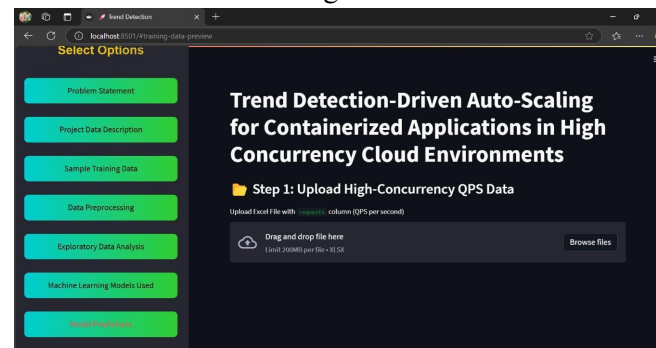 Trend Detection
localhost:8501/#training-data-preview
Select Options
Problem Statement
Project Data Description
Sample Training Data
Data Preprocessing
Exploratory Data Analysis
Machine Learning Models Used
Model Predictions
Trend Detection-Driven Auto-Scaling
for Containerized Applications in High
Concurrency Cloud Environments
Step 1: Upload High-Concurrency QPS Data
Upload Excel File with requests column (QPS per second)
Drag and drop file here
Limit 200MB per file • XLSX
Browse files